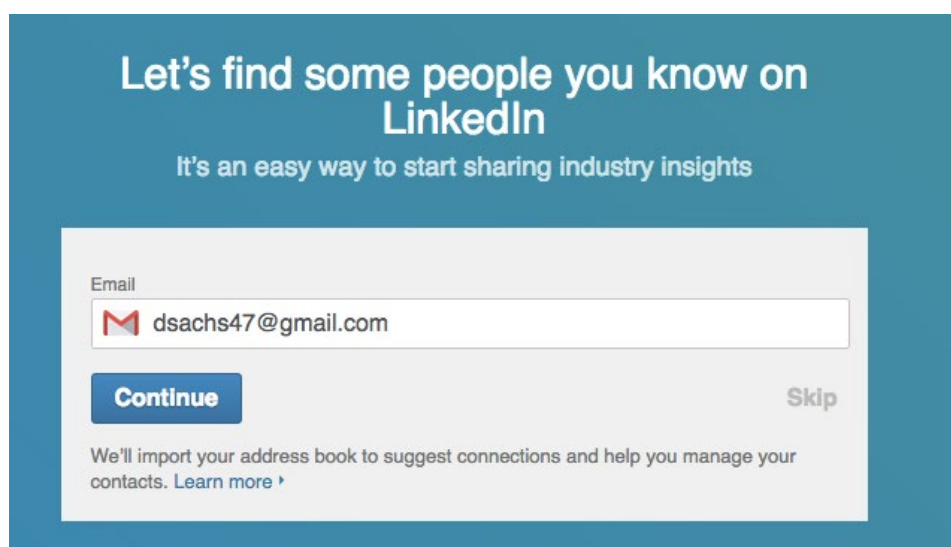 Let's find some people you know on
LinkedIn
It's an easy way to start sharing industry insights
Email
dsachs47@gmail.com
Continue
Skip
We'll import your address book to suggest connections and help you manage your
contacts. Learn more